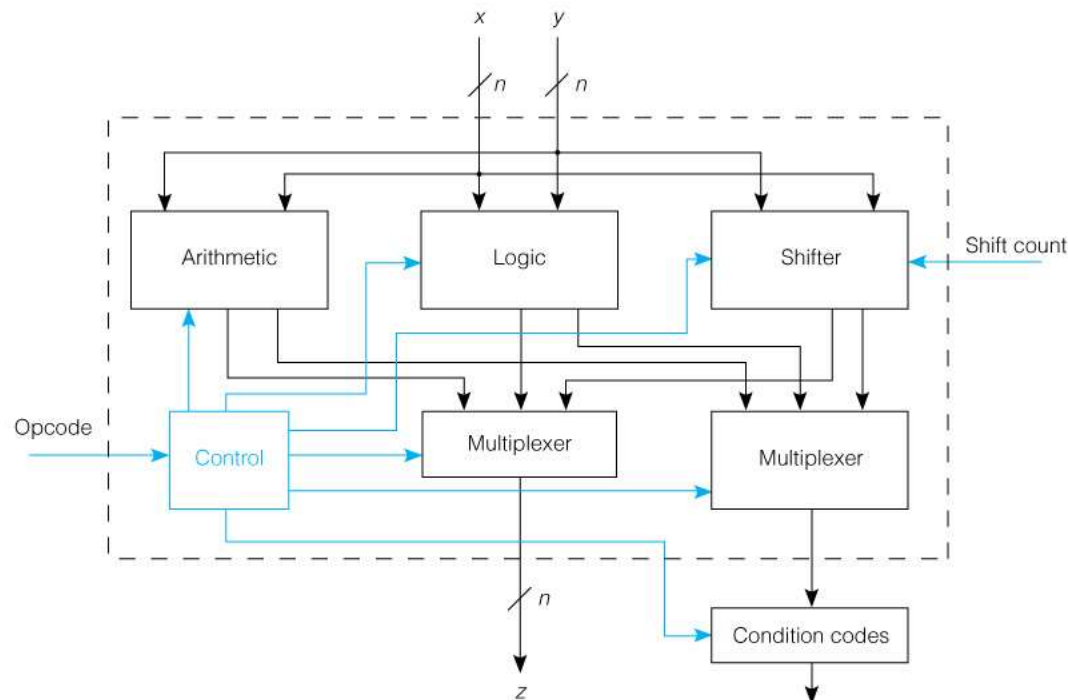 x
y
n
n
Arithmetic
Logic
Shifter
Shift count
Opcode
Control
Multiplexer
Multiplexer
n
Condition codes
z